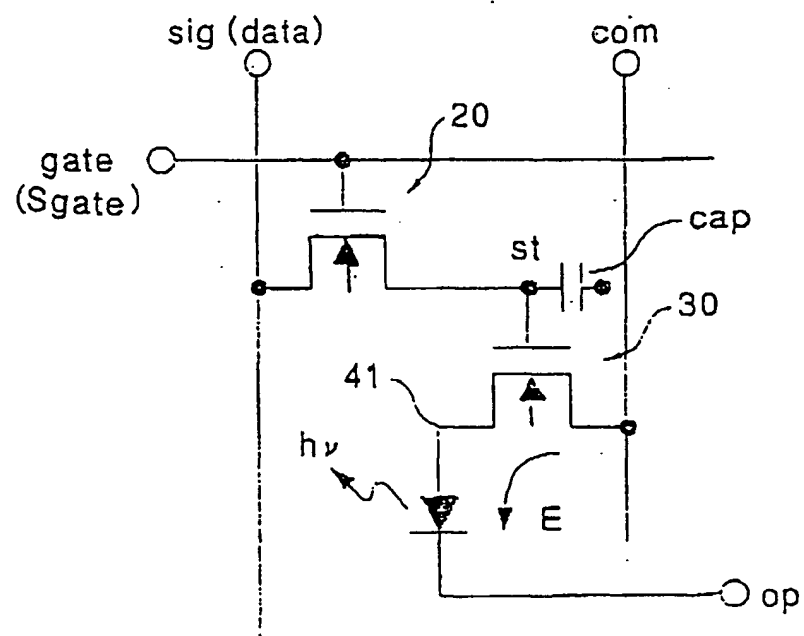 sig (data)
com
20
gate
(Sgate)
cap
st
30
41
hν
E
op